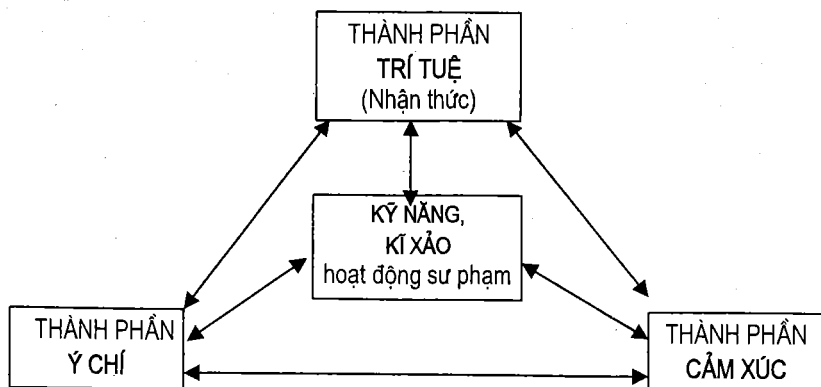 THÀNH PHẦN
TRÍ TUỆ
(Nhận thức)
KỸ NĂNG,
KĨ XẢO
hoạt động sư phạm
THÀNH PHẦN
Ý CHÍ
THÀNH PHẦN
CẢM XÚC